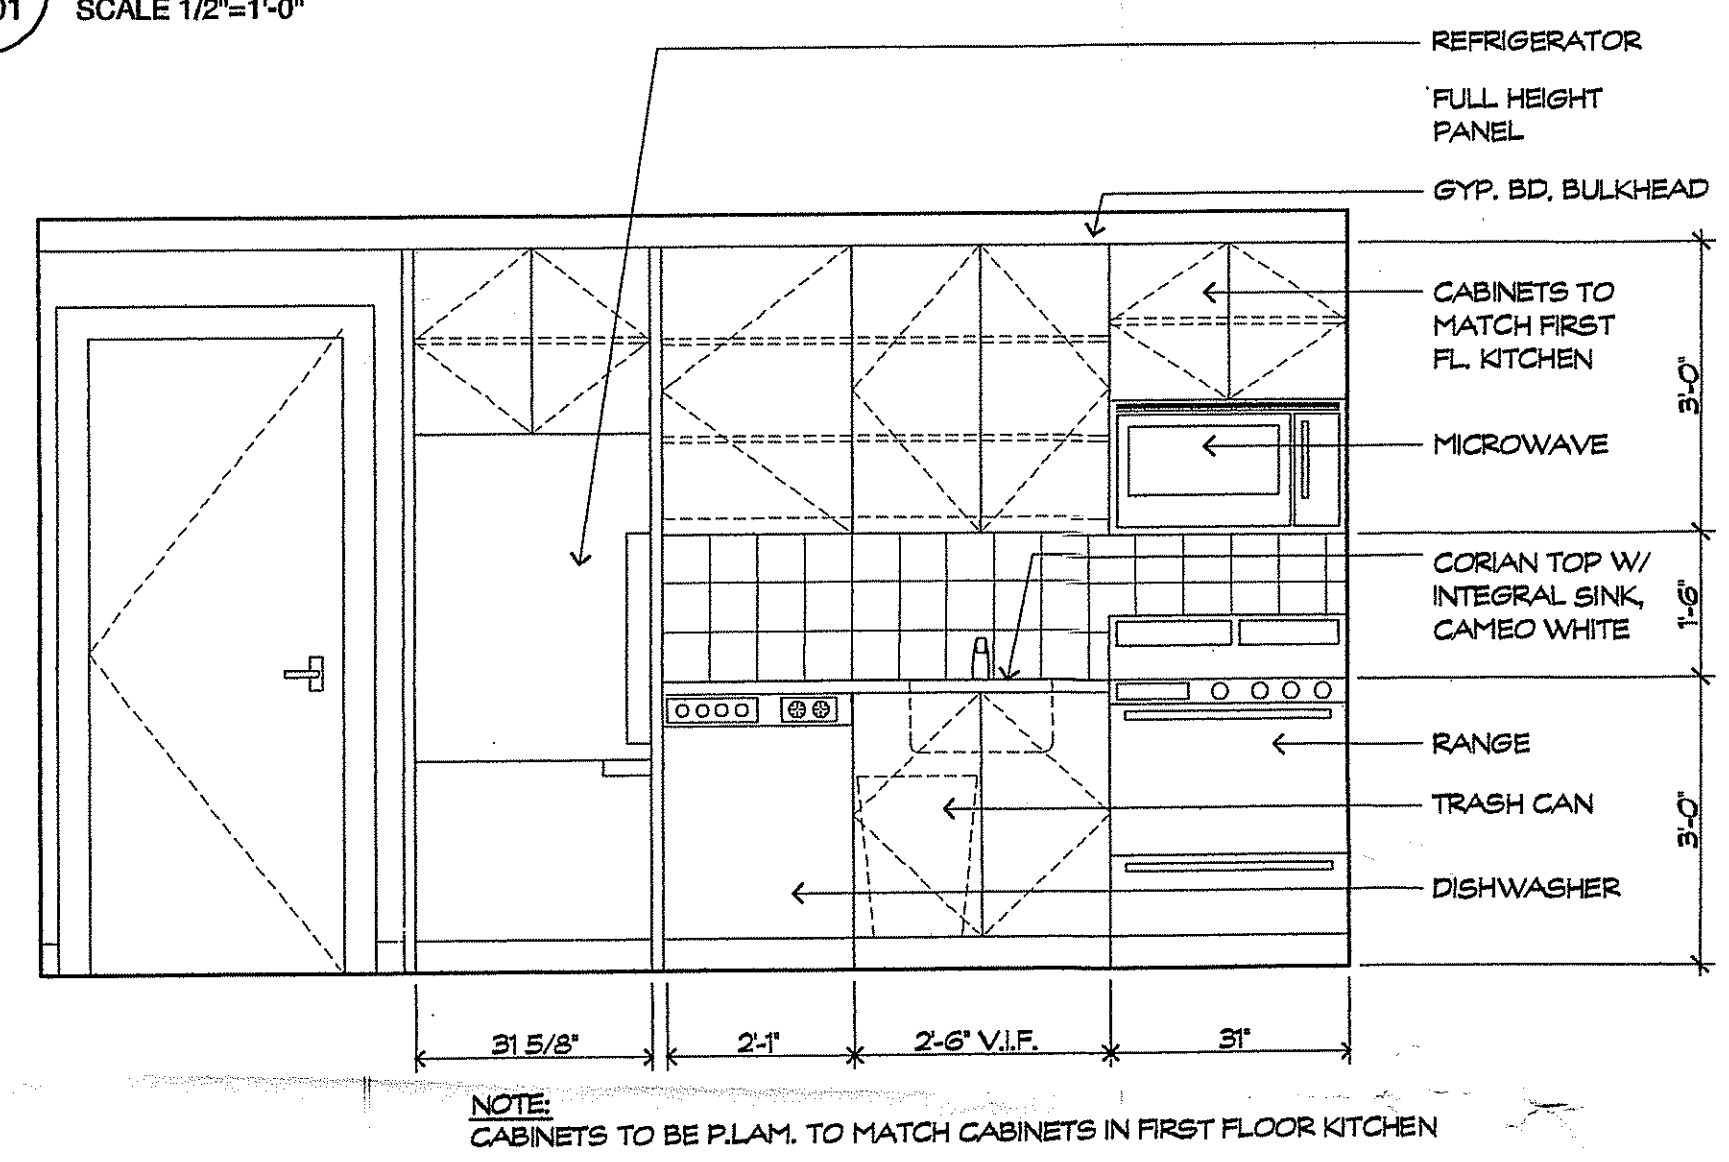 01
SCALE 1/2"=1'-0"
REFRIGERATOR
FULL HEIGHT
PANEL
GYP. BD. BULKHEAD
CABINETS TO
MATCH FIRST
FL. KITCHEN
3'-0"
MICROWAVE
CORIAN TOP W/
INTEGRAL SINK,
CAMEO WHITE
1'-6"
RANGE
TRASH CAN
3'-0"
DISHWASHER
31 5/8"
2'-1"
2'-6" V.I.F.
31"
NOTE:
CABINETS TO BE P.LAM. TO MATCH CABINETS IN FIRST FLOOR KITCHEN